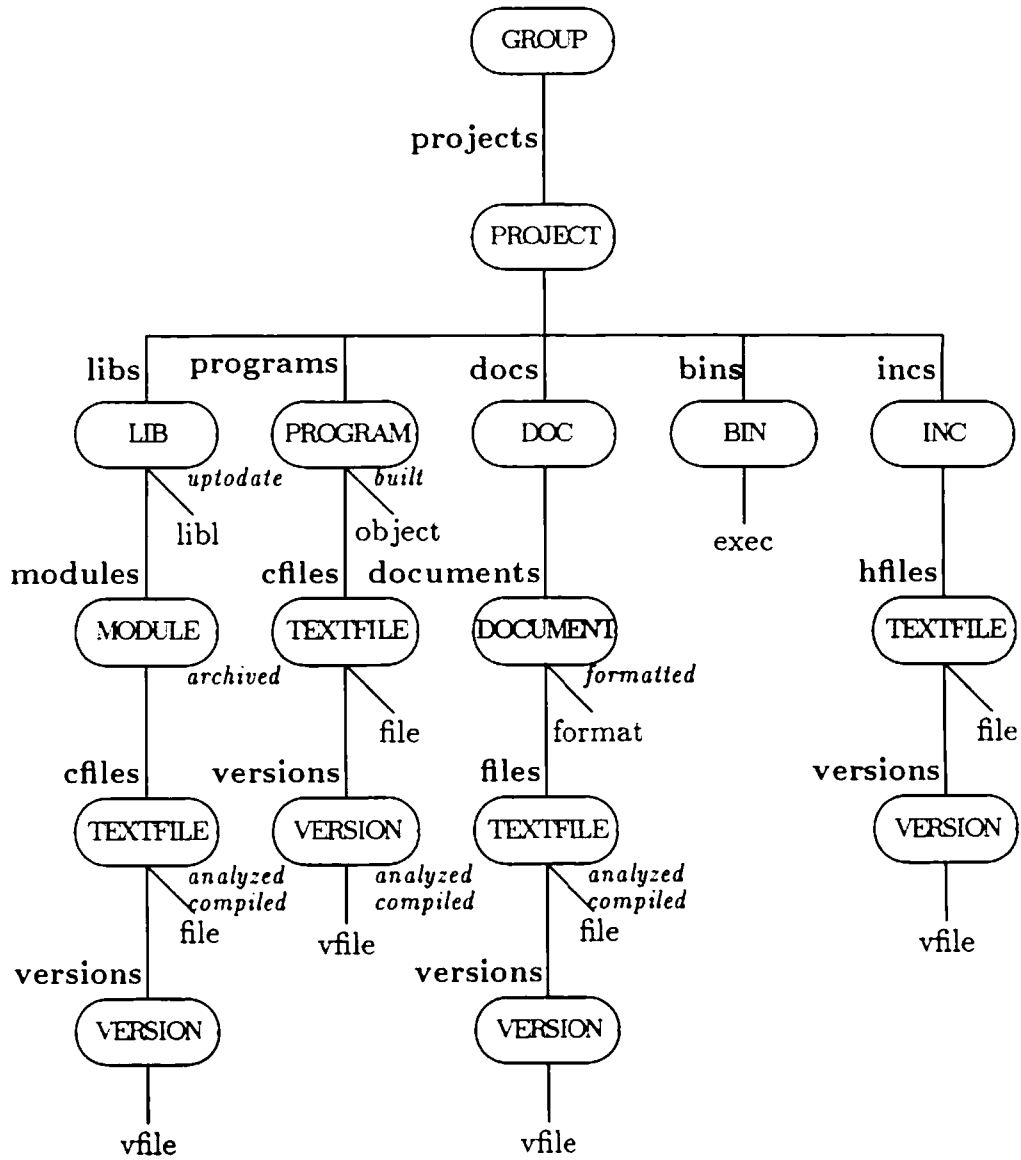 GROUP
projects
PROJECT
libs programs docs bins incs
LIB PROGRAM DOC BIN INC
uptodate built
libl object exec
modules cfiles documents hfiles
MODULE TEXTFILE DOCUMENT TEXTFILE
archived formatted
file format file
cfiles versions files versions
TEXTFILE VERSION TEXTFILE VERSION
analyzed analyzed analyzed
compiled compiled compiled
file vfile file vfile
versions versions
VERSION VERSION
vfile vfile